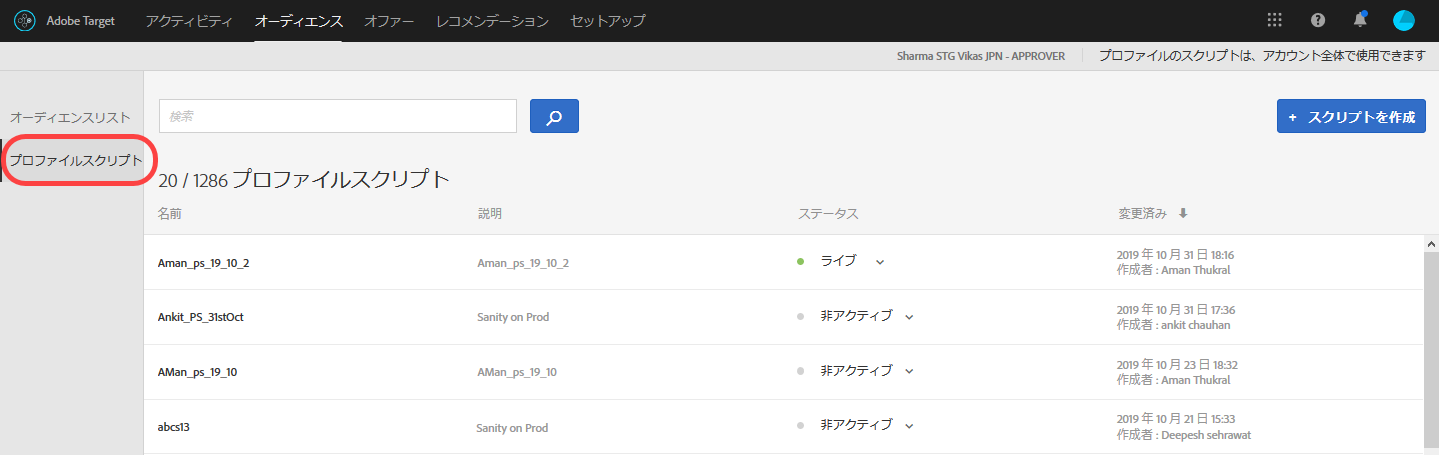 Adobe Target アクティビティ オーディエンス オファー レコメンデーション セットアップ
Sharma STG Vikas JPN - APPROVER プロファイルのスクリプトは、アカウント全体で使用できます
オーディエンスリスト
プロファイルスクリプト
検索
+ スクリプトを作成
20 / 1286 プロファイルスクリプト
名前 説明 ステータス 変更済み
Aman_ps_19_10_2 Aman_ps_19_10_2 ライブ 2019 年 10 月 31 日 18:16
作成者 : Aman Thukral
Ankit_PS_31stOct Sanity on Prod 非アクティブ 2019 年 10 月 31 日 17:36
作成者 : ankit chauhan
AMan_ps_19_10 AMan_ps_19_10 非アクティブ 2019 年 10 月 23 日 18:32
作成者 : Aman Thukral
abcs13 Sanity on Prod 非アクティブ 2019 年 10 月 21 日 15:33
作成者 : Deepesh sehrawat